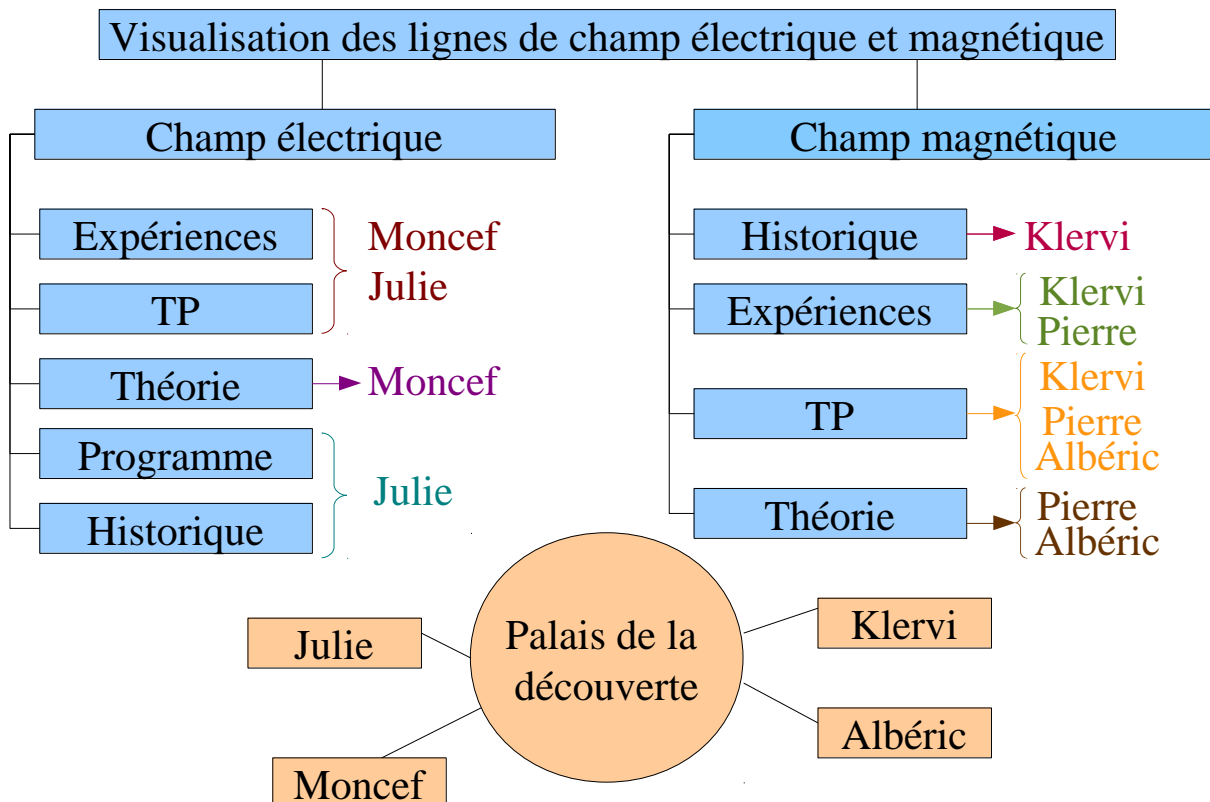 Visualisation des lignes de champ électrique et magnétique
Champ électrique
Expériences
TP
Moncef
Julie
Théorie
Moncef
Programme
Historique
Julie
Champ magnétique
Historique
Klervi
Expériences
Klervi
Pierre
TP
Klervi
Pierre
Albéric
Théorie
Pierre
Albéric
Palais de la
découverte
Julie
Moncef
Klervi
Albéric